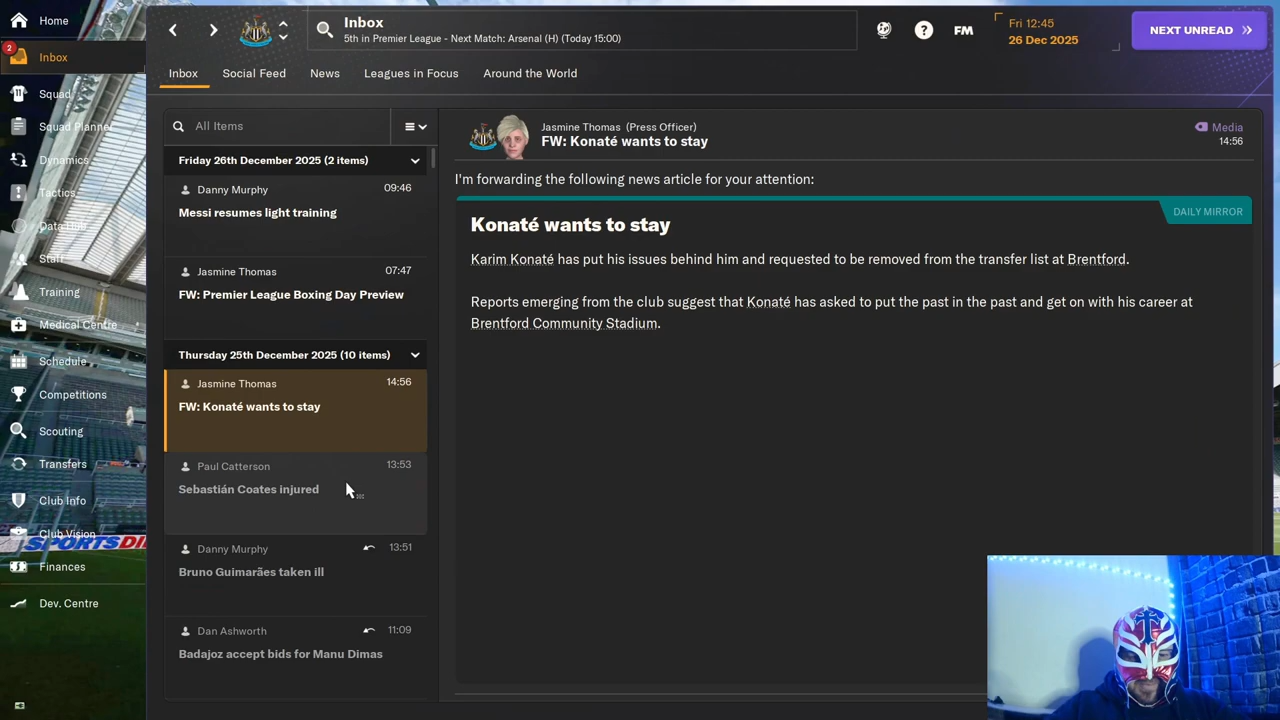 Home
2
Inbox
Squad
Squad Planner
Dynamics
Tactics
Data Hub
Staff
Training
Medical Centre
Schedule
Competitions
Scouting
Transfers
Club Info
Club Vision
SPORTS DI
Finances
Dev. Centre
Inbox
5th in Premier League - Next Match: Arsenal (H) (Today 15:00)
?
FM
Fri 12:45
26 Dec 2025
NEXT UNREAD
Inbox
Social Feed
News
Leagues in Focus
Around the World
All Items
Friday 26th December 2025 (2 items)
Danny Murphy 09:46
Messi resumes light training
Jasmine Thomas 07:47
FW: Premier League Boxing Day Preview
Thursday 25th December 2025 (10 items)
Jasmine Thomas 14:56
FW: Konaté wants to stay
Paul Catterson 13:53
Sebastián Coates injured
Danny Murphy 13:51
Bruno Guimarães taken ill
Dan Ashworth 11:09
Badajoz accept bids for Manu Dimas
Jasmine Thomas (Press Officer)
FW: Konaté wants to stay
Media
14:56
I'm forwarding the following news article for your attention:
DAILY MIRROR
Konaté wants to stay
Karim Konaté has put his issues behind him and requested to be removed from the transfer list at Brentford.
Reports emerging from the club suggest that Konaté has asked to put the past in the past and get on with his career at
Brentford Community Stadium.